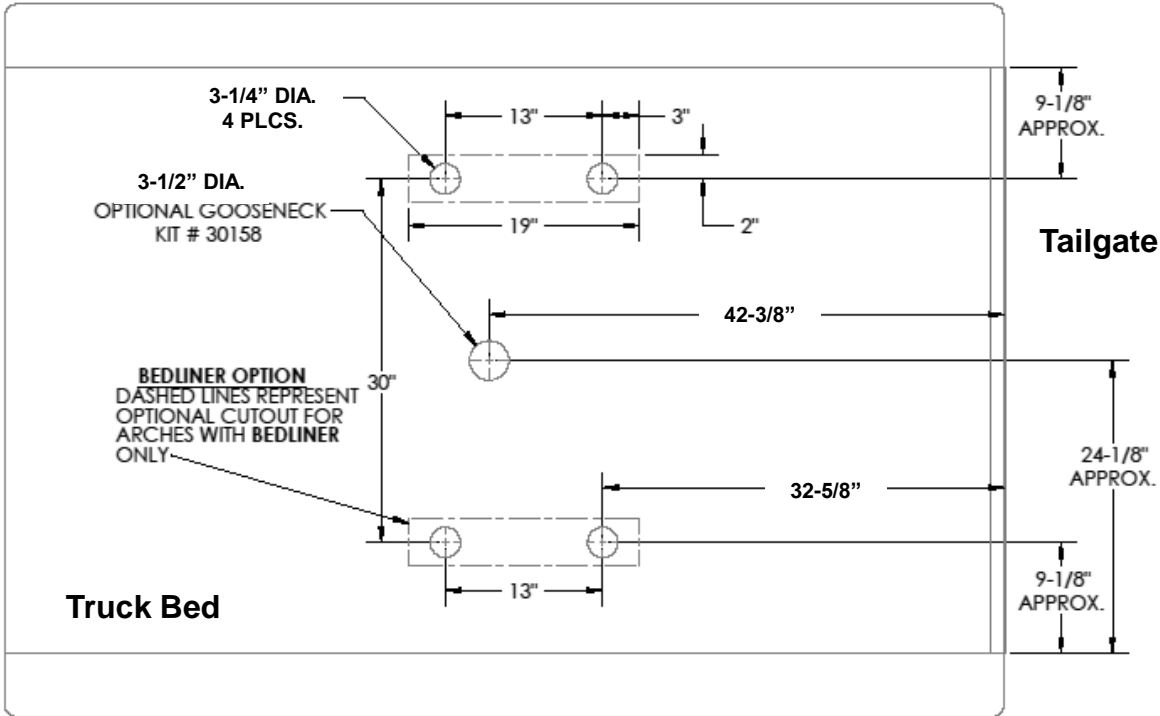 3-1/4” DIA.
4 PLCS.
13"
3"
9-1/8"
APPROX.
3-1/2” DIA.
OPTIONAL GOOSENECK
KIT # 30158
19"
2"
Tailgate
42-3/8”
BEDLINER OPTION
DASHED LINES REPRESENT
OPTIONAL CUTOUT FOR
ARCHES WITH BEDLINER
ONLY
30"
24-1/8"
APPROX.
32-5/8”
13"
9-1/8"
APPROX.
Truck Bed